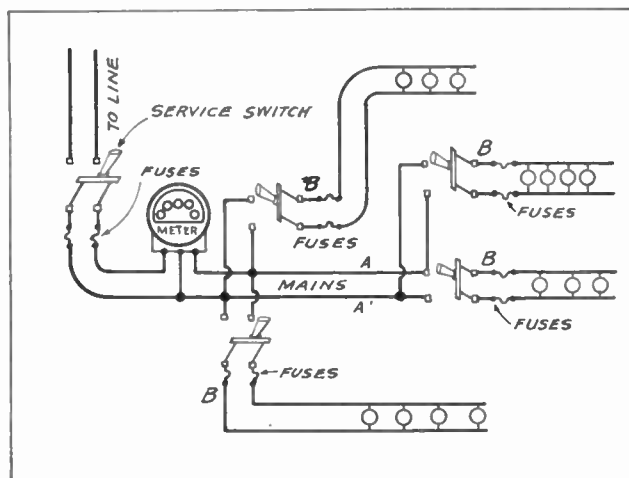 TO LINE
SERVICE SWITCH
FUSES
METER
B
FUSES
B
FUSES
A
MAINS
A'
B
FUSES
B
FUSES